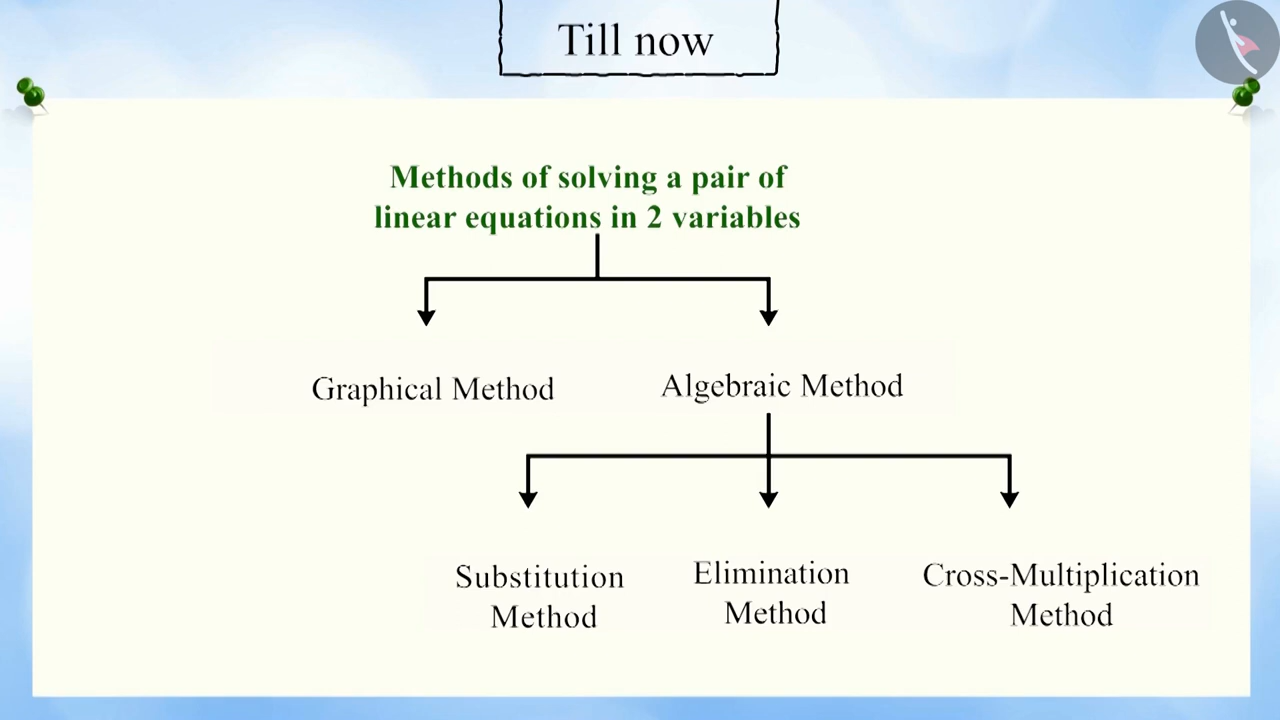 Till now
Methods of solving a pair of
linear equations in 2 variables
Graphical Method
Algebraic Method
Substitution
Method
Elimination
Method
Cross-Multiplication
Method